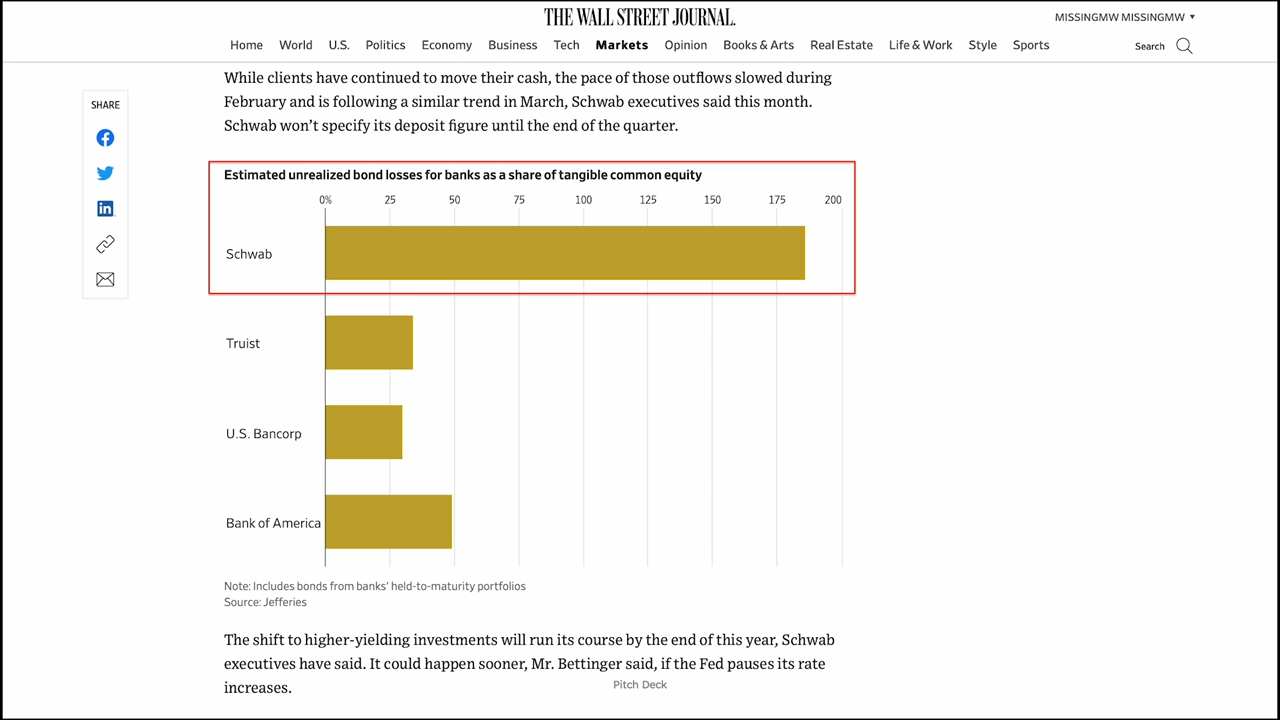 THE WALL STREET JOURNAL.
MISSINGMW MISSINGMW
Home World U.S. Politics Economy Business Tech Markets Opinion Books & Arts Real Estate Life & Work Style Sports Search
While clients have continued to move their cash, the pace of those outflows slowed during
February and is following a similar trend in March, Schwab executives said this month.
Schwab won’t specify its deposit figure until the end of the quarter.
SHARE
in
Estimated unrealized bond losses for banks as a share of tangible common equity
0% 25 50 75 100 125 150 175 200
Schwab
Truist
U.S. Bancorp
Bank of America
Note: Includes bonds from banks’ held-to-maturity portfolios
Source: Jefferies
The shift to higher-yielding investments will run its course by the end of this year, Schwab
executives have said. It could happen sooner, Mr. Bettinger said, if the Fed pauses its rate
increases.
Pitch Deck